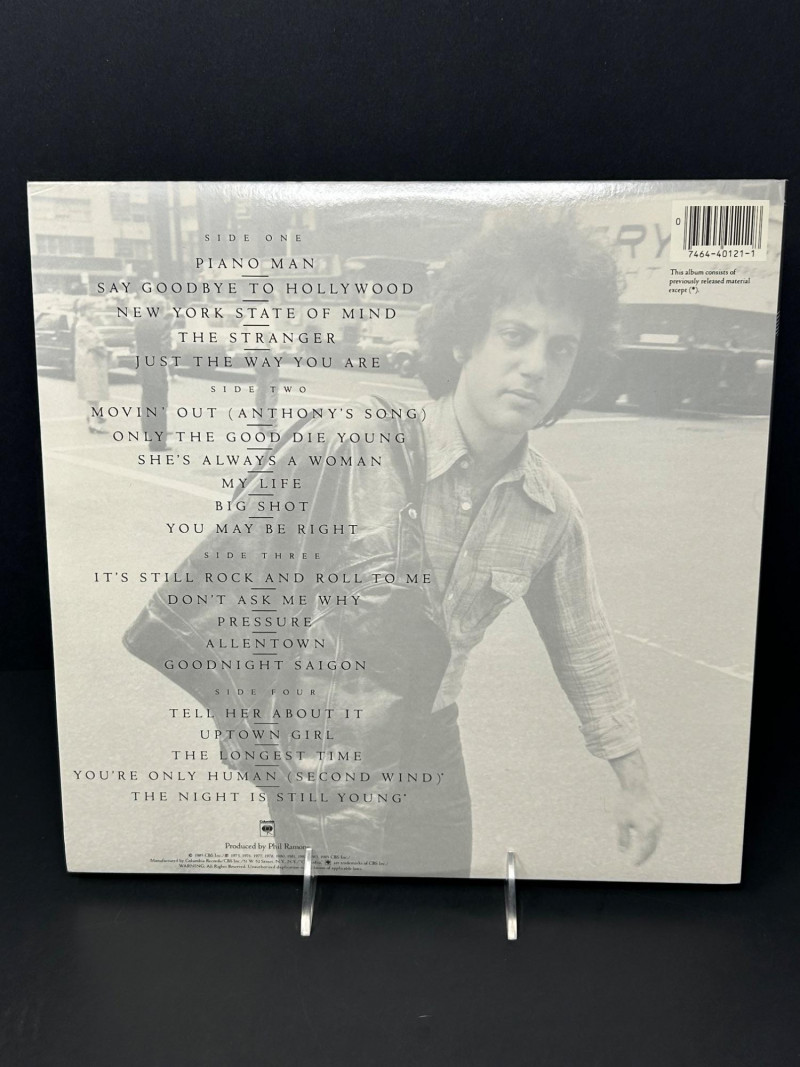 SIDE ONE
PIANO MAN
SAY GOODBYE TO HOLLYWOOD
NEW YORK STATE OF MIND
THE STRANGER
JUST THE WAY YOU ARE
SIDE TWO
MOVIN' OUT (ANTHONY'S SONG)
ONLY THE GOOD DIE YOUNG
SHE'S ALWAYS A WOMAN
MY LIFE
BIG SHOT
YOU MAY BE RIGHT
SIDE THREE
IT'S STILL ROCK AND ROLL TO ME
DON'T ASK ME WHY
PRESSURE
ALLENTOWN
GOODNIGHT SAIGON
SIDE FOUR
TELL HER ABOUT IT
UPTOWN GIRL
THE LONGEST TIME
YOU'RE ONLY HUMAN (SECOND WIND)*
THE NIGHT IS STILL YOUNG*
Produced by Phil Ramone
0
7464-40121-1
This album consists of
previously released material
except (*).
RY
HT